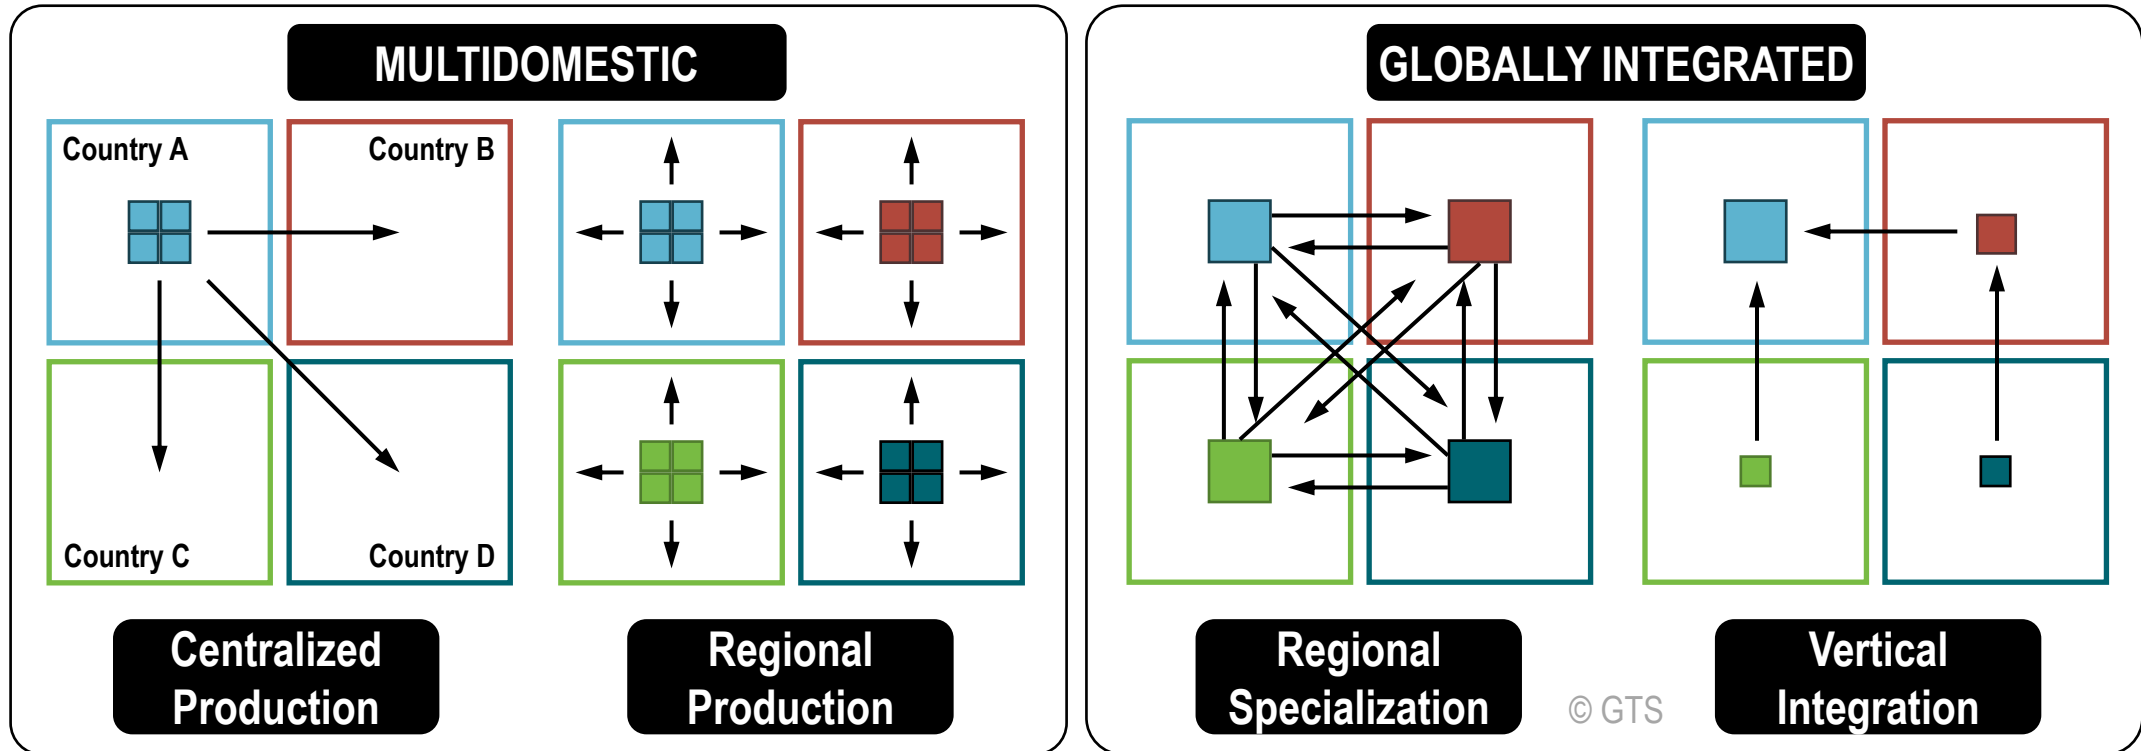 MULTIDOMESTIC
GLOBALLY INTEGRATED
Country A
Country B
Country C
Country D
Centralized
Production
Regional
Production
Regional
Specialization
© GTS
Vertical
Integration